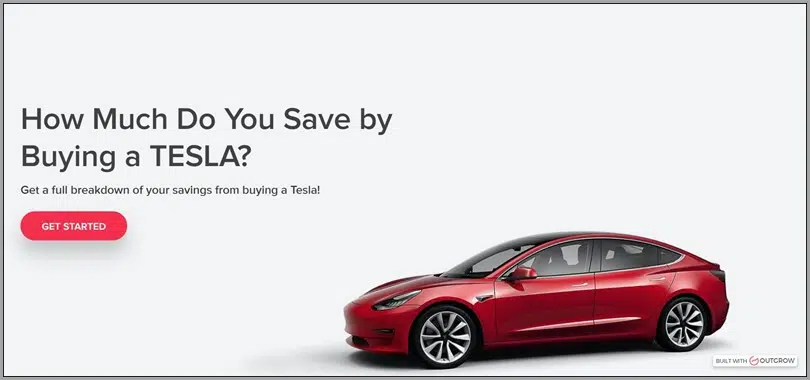 How Much Do You Save by
Buying a TESLA?
Get a full breakdown of your savings from buying a Tesla!
GET STARTED
BUILT WITH OUTGROW